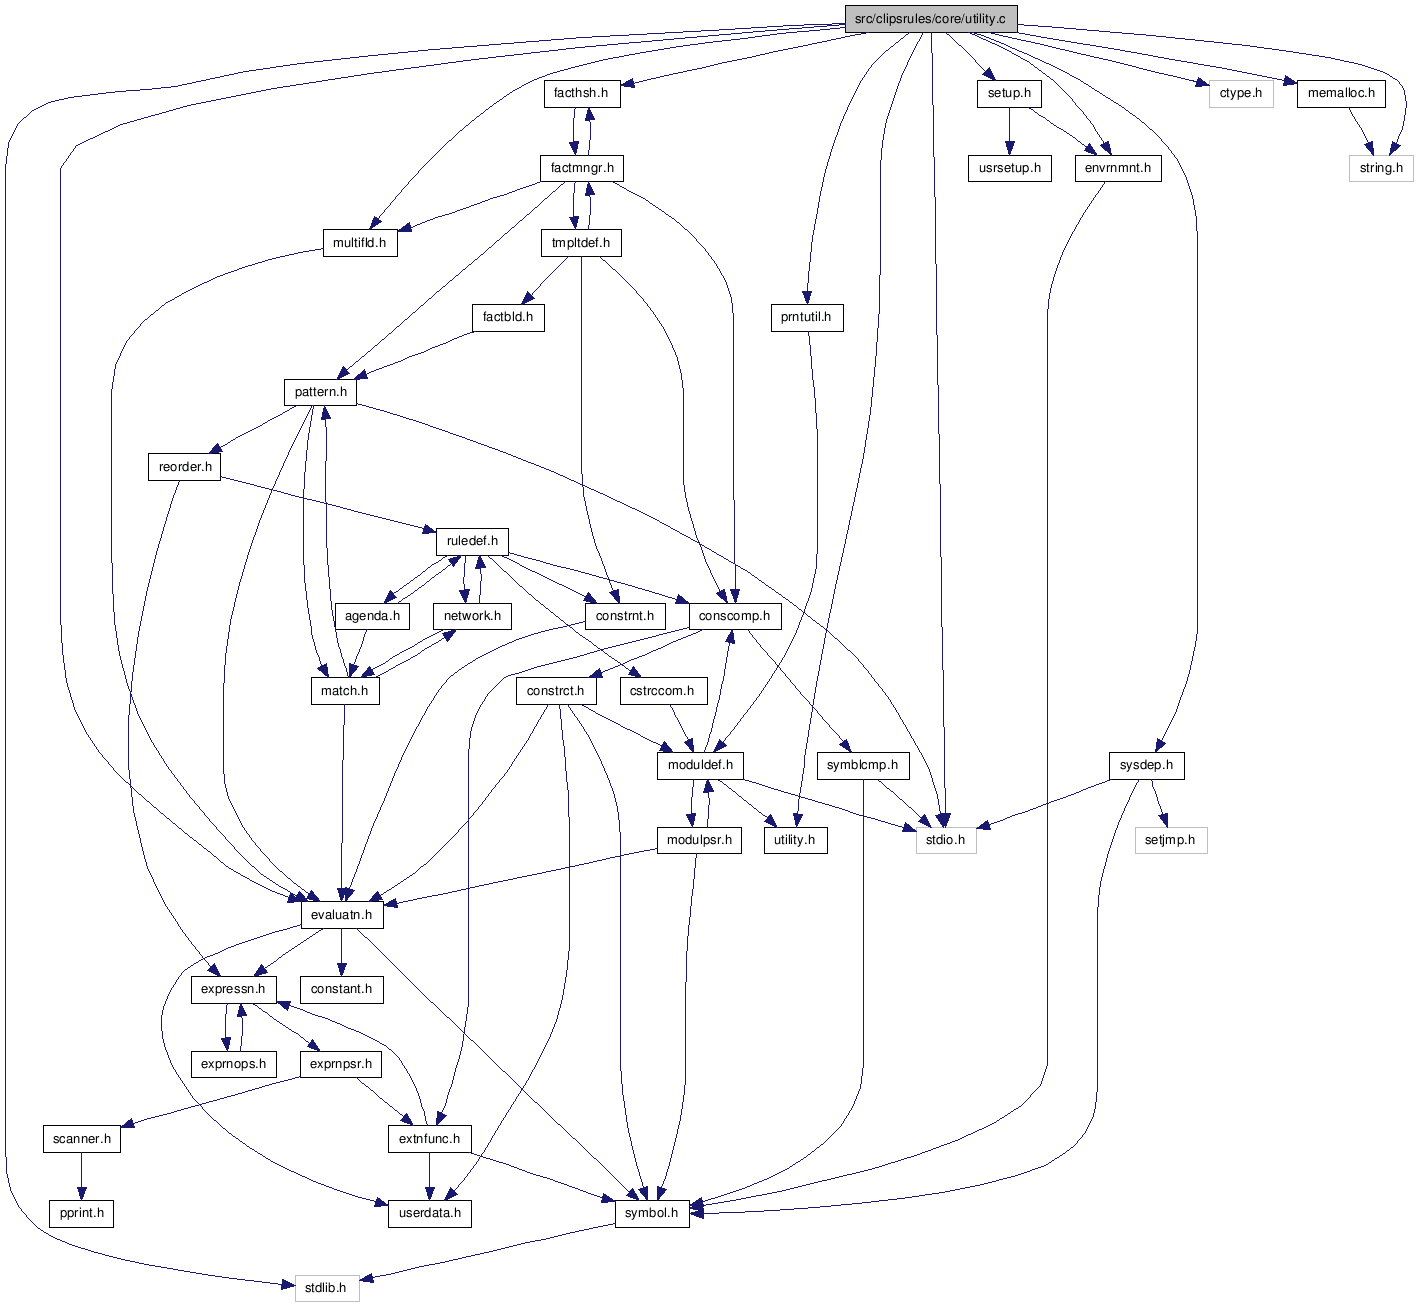 src/clipsrules/core/utility.c
facthsh.h
setup.h
ctype.h
memalloc.h
factmngr.h
usrsetup.h
envrnmnt.h
string.h
multifld.h
tmpltdef.h
factbld.h
prntutil.h
pattern.h
reorder.h
ruledef.h
agenda.h
network.h
constrnt.h
conscomp.h
match.h
constrct.h
cstrccom.h
moduldef.h
symblcmp.h
sysdep.h
modulpsr.h
utility.h
stdio.h
setjmp.h
evaluatn.h
expressn.h
constant.h
exprnops.h
exprnpsr.h
scanner.h
extnfunc.h
pprint.h
userdata.h
symbol.h
stdlib.h